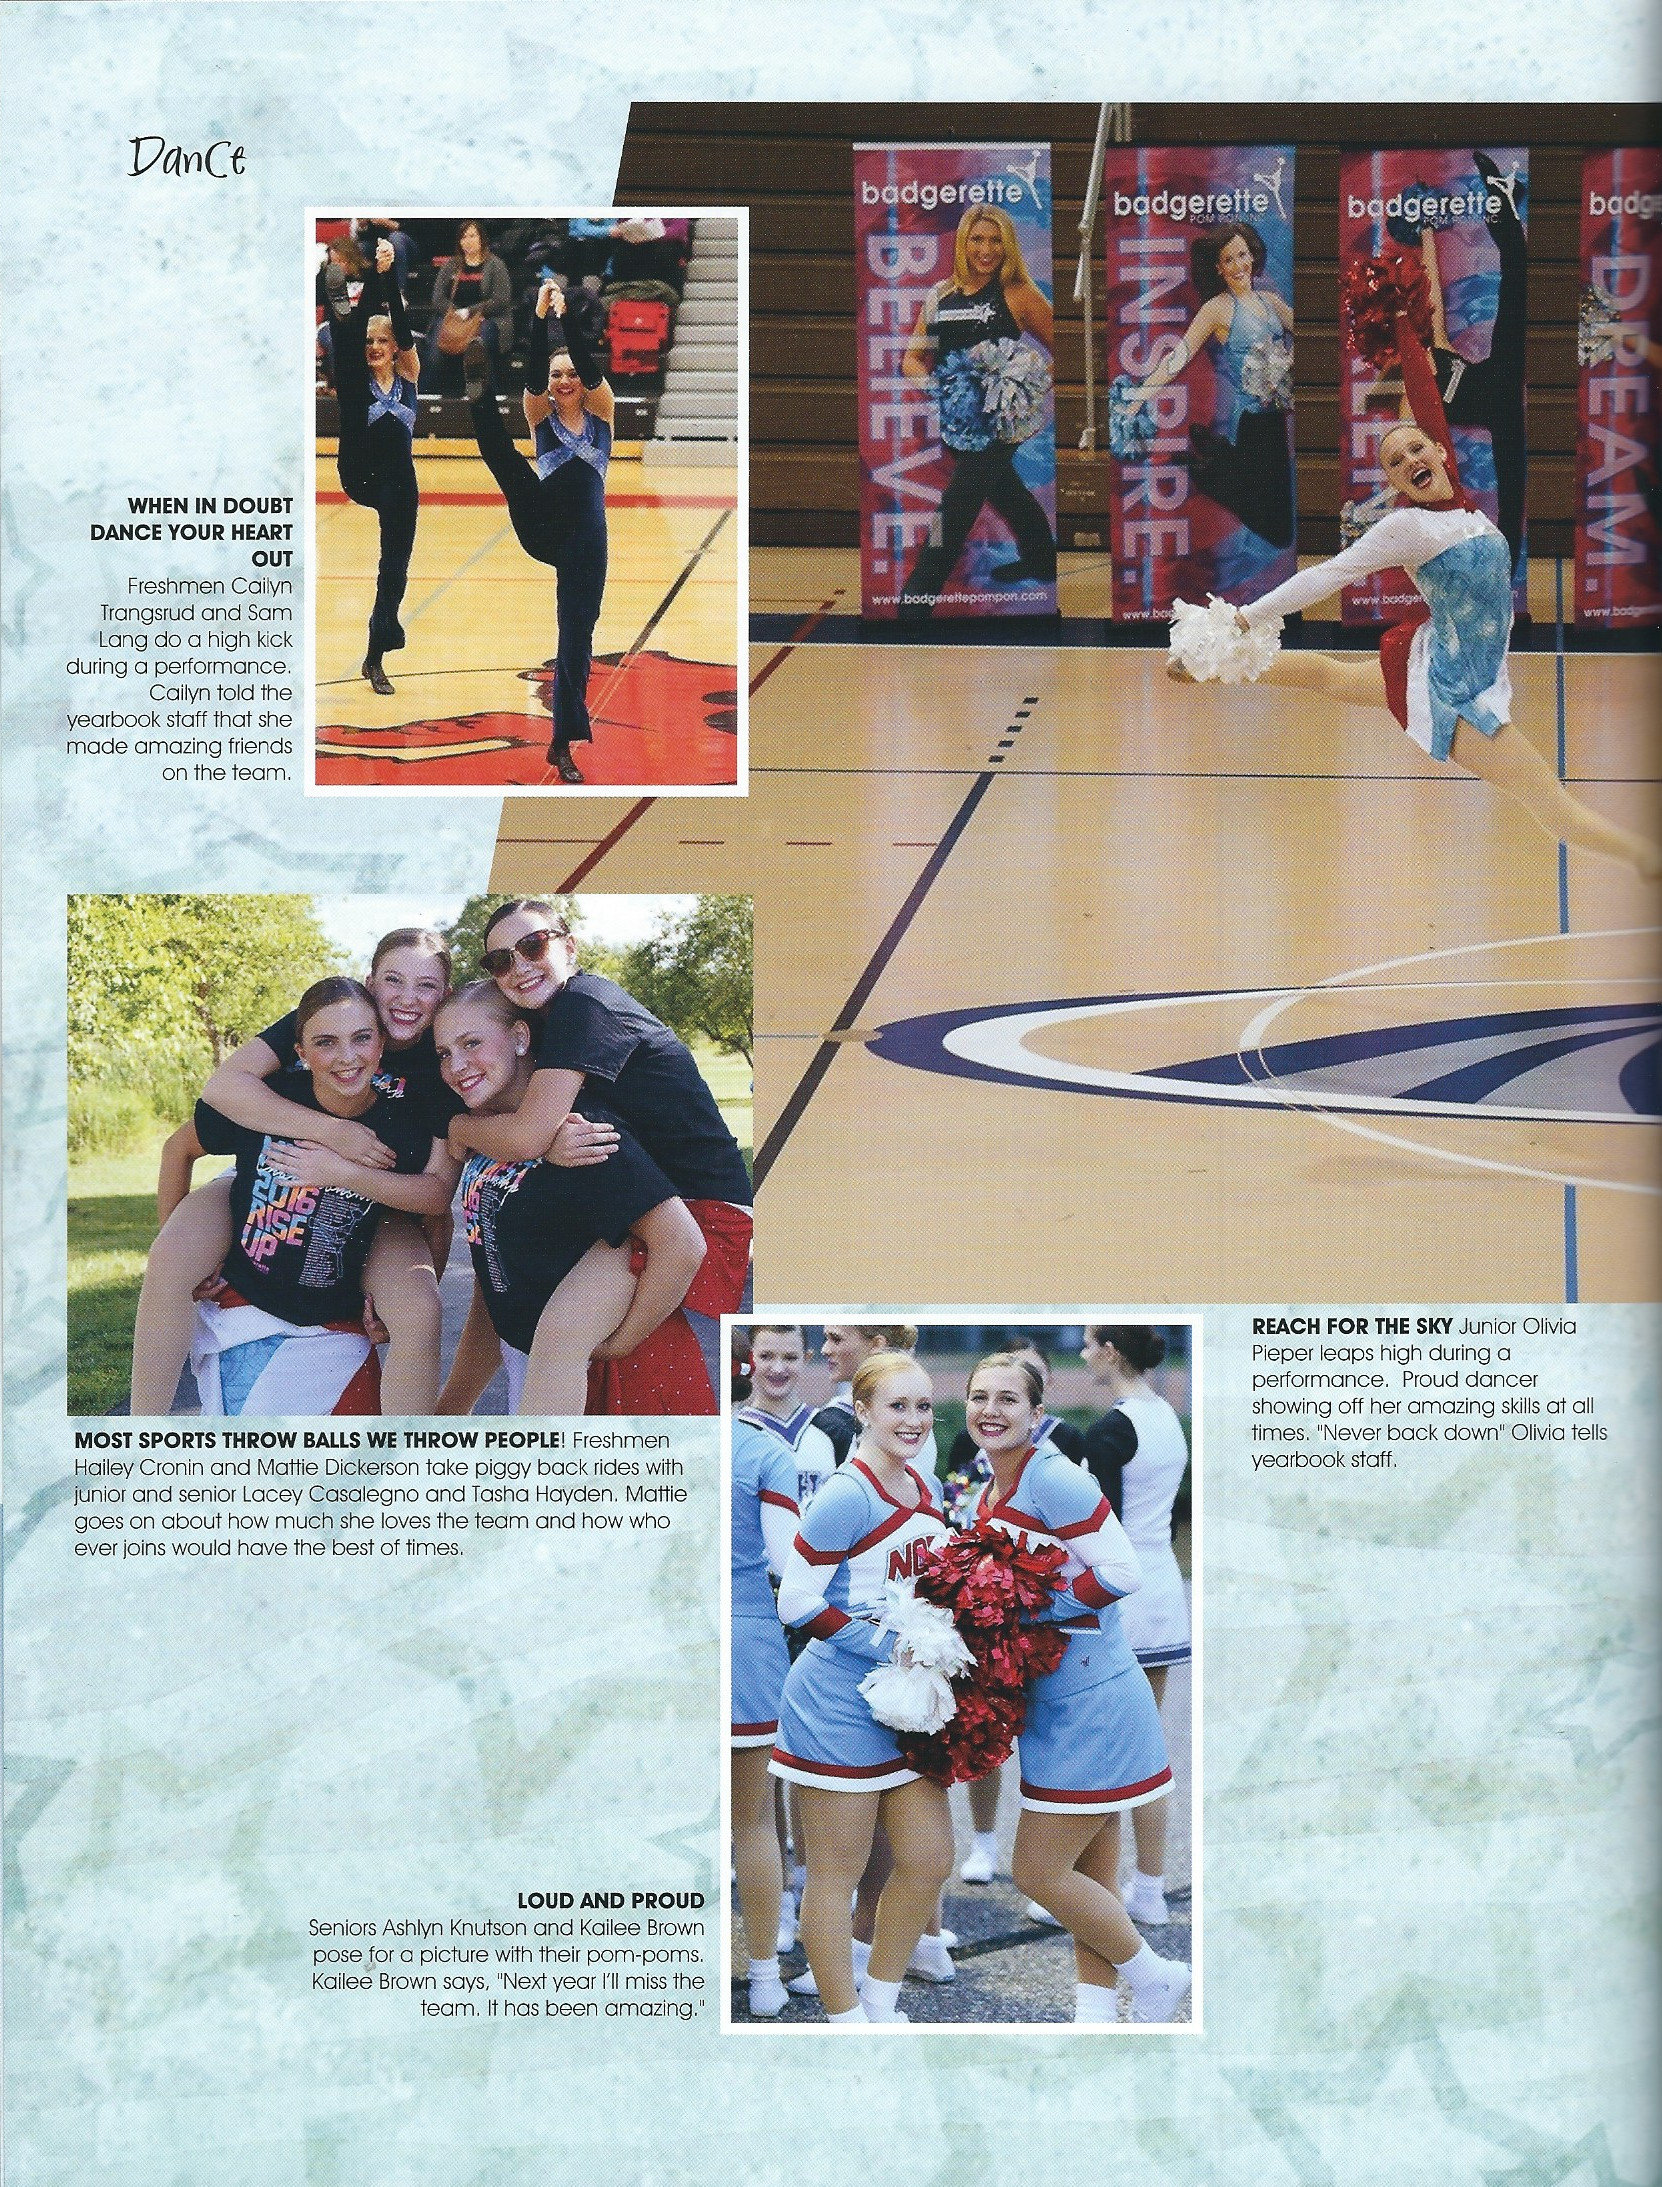 DanCe
badgerette
POM PON INC
BELIEVE.
www.badgerettepompon.com
badgerette
POM PON INC
INSPIRE.
badgerette
DREAM.
WHEN IN DOUBT
DANCE YOUR HEART
OUT
Freshmen Cailyn
Trangsrud and Sam
Lang do a high kick
during a performance.
Cailyn told the
yearbook staff that she
made amazing friends
on the team.
2016
RISE
UP
MOST SPORTS THROW BALLS WE THROW PEOPLE! Freshmen
Hailey Cronin and Mattie Dickerson take piggy back rides with
junior and senior Lacey Casalegno and Tasha Hayden. Mattie
goes on about how much she loves the team and how who
ever joins would have the best of times.
REACH FOR THE SKY Junior Olivia
Pieper leaps high during a
performance.  Proud dancer
showing off her amazing skills at all
times. "Never back down" Olivia tells
yearbook staff.
LOUD AND PROUD
Seniors Ashlyn Knutson and Kailee Brown
pose for a picture with their pom-poms.
Kailee Brown says, "Next year I'll miss the
team. It has been amazing."